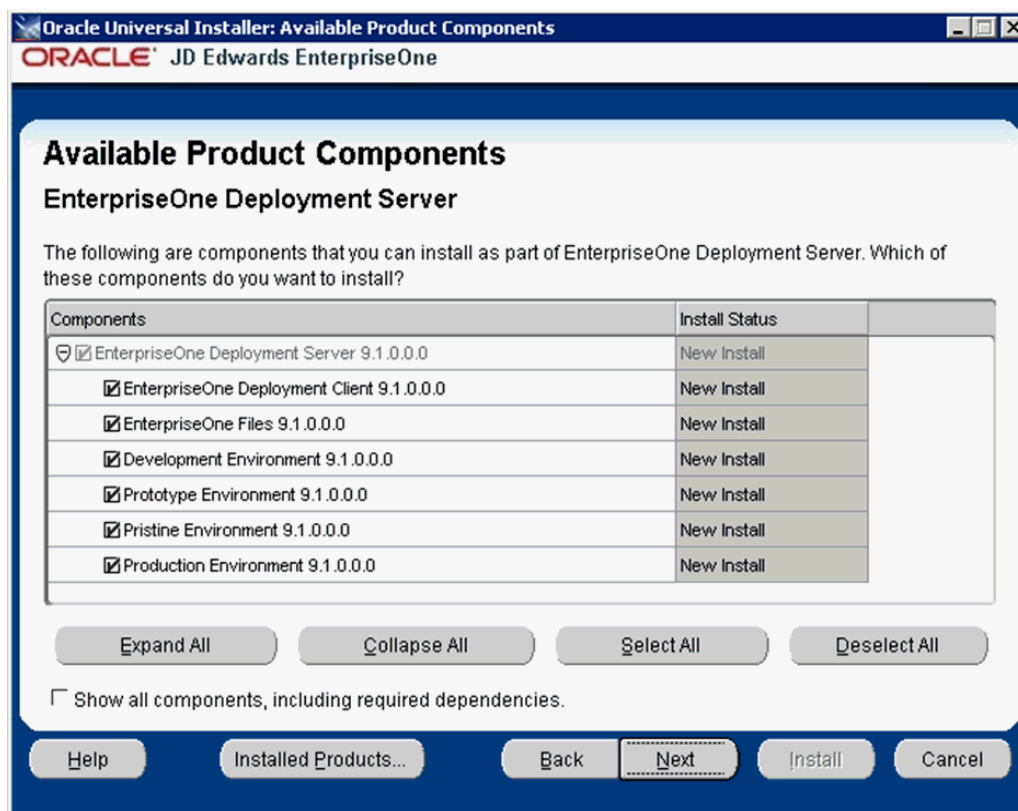 Oracle Universal Installer: Available Product Components
ORACLE® JD Edwards EnterpriseOne
Available Product Components
EnterpriseOne Deployment Server
The following are components that you can install as part of EnterpriseOne Deployment Server. Which of
these components do you want to install?
Components Install Status
EnterpriseOne Deployment Server 9.1.0.0.0 New Install
EnterpriseOne Deployment Client 9.1.0.0.0 New Install
EnterpriseOne Files 9.1.0.0.0 New Install
Development Environment 9.1.0.0.0 New Install
Prototype Environment 9.1.0.0.0 New Install
Pristine Environment 9.1.0.0.0 New Install
Production Environment 9.1.0.0.0 New Install
Expand All Collapse All Select All Deselect All
Show all components, including required dependencies.
Help Installed Products... Back Next Install Cancel